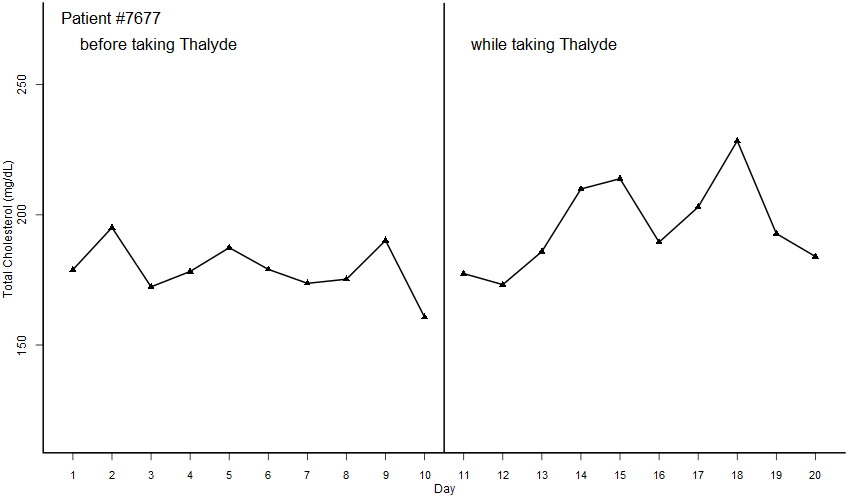 Patient #7677
before taking Thalyde
while taking Thalyde
Total Cholesterol (mg/dL)
250
200
150
1 2 3 4 5 6 7 8 9 10 11 12 13 14 15 16 17 18 19 20
Day